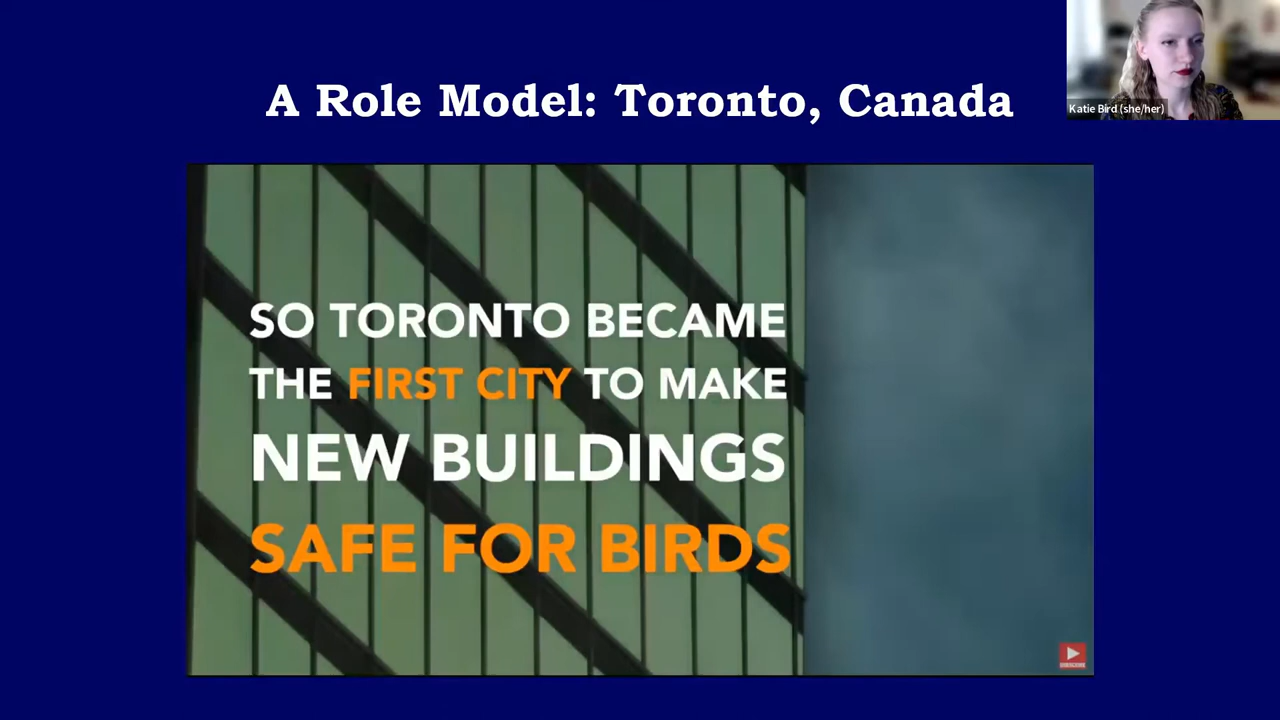 A Role Model: Toronto, Canada
Katie Bird (she/her)
SO TORONTO BECAME
THE FIRST CITY TO MAKE
NEW BUILDINGS
SAFE FOR BIRDS
SUBSCRIBE